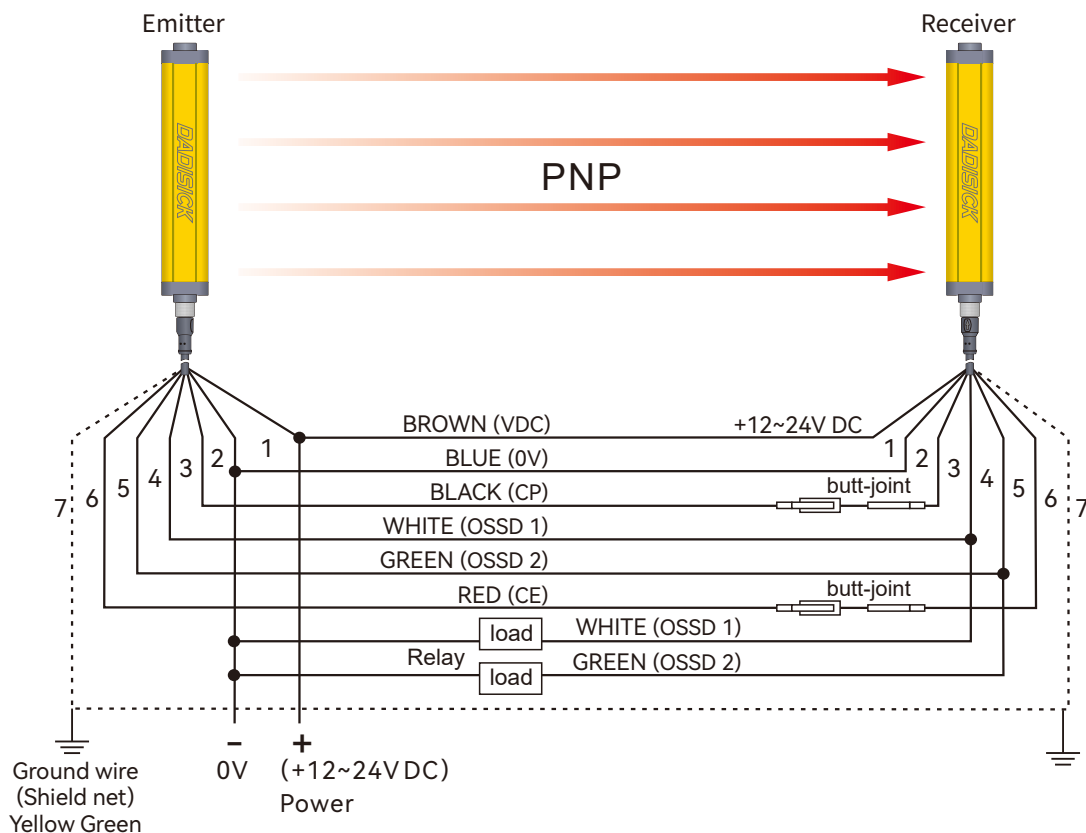 Emitter
Receiver
DADISICK
DADISICK
PNP
BROWN (VDC)
+12~24V DC
BLUE (0V)
BLACK (CP)
butt-joint
WHITE (OSSD 1)
GREEN (OSSD 2)
RED (CE)
butt-joint
load
WHITE (OSSD 1)
Relay
load
GREEN (OSSD 2)
7 6 5 4 3 2 1
1 2 3 4 5 6 7
-
+
0V
(+12~24V DC)
Power
Ground wire
(Shield net)
Yellow Green